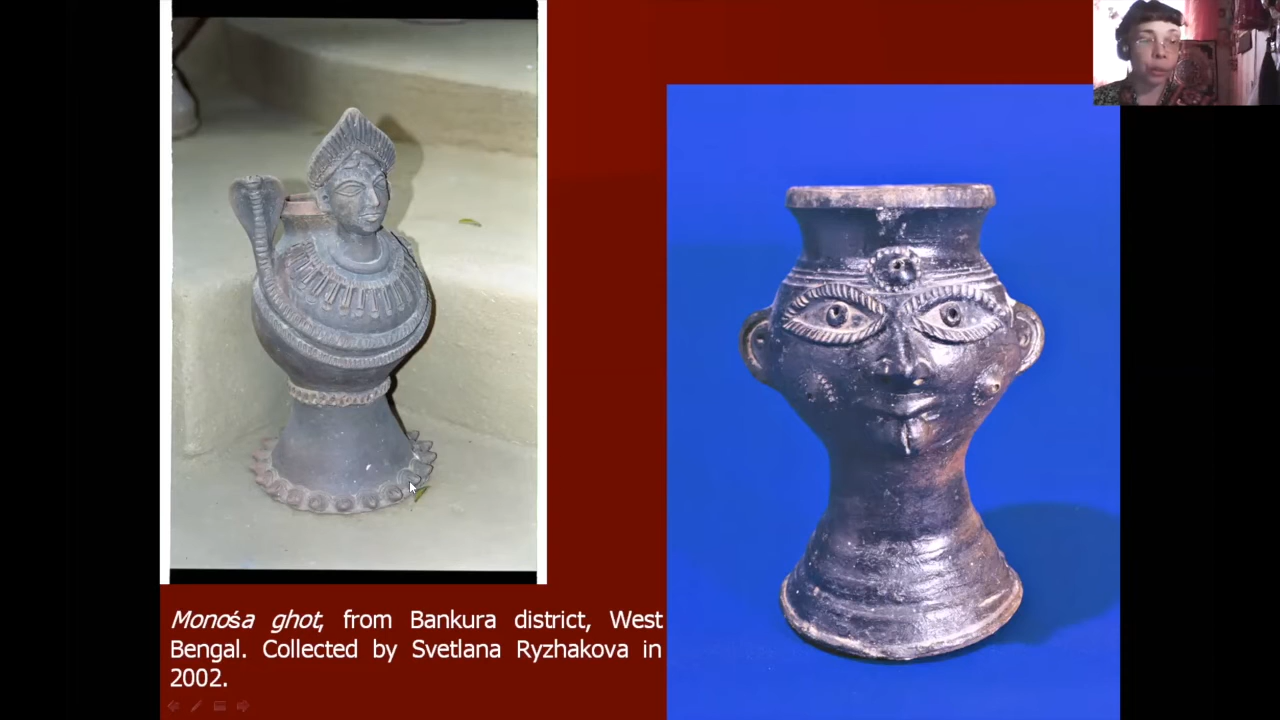 Monośa ghot, from Bankura district, West
Bengal. Collected by Svetlana Ryzhakova in
2002.